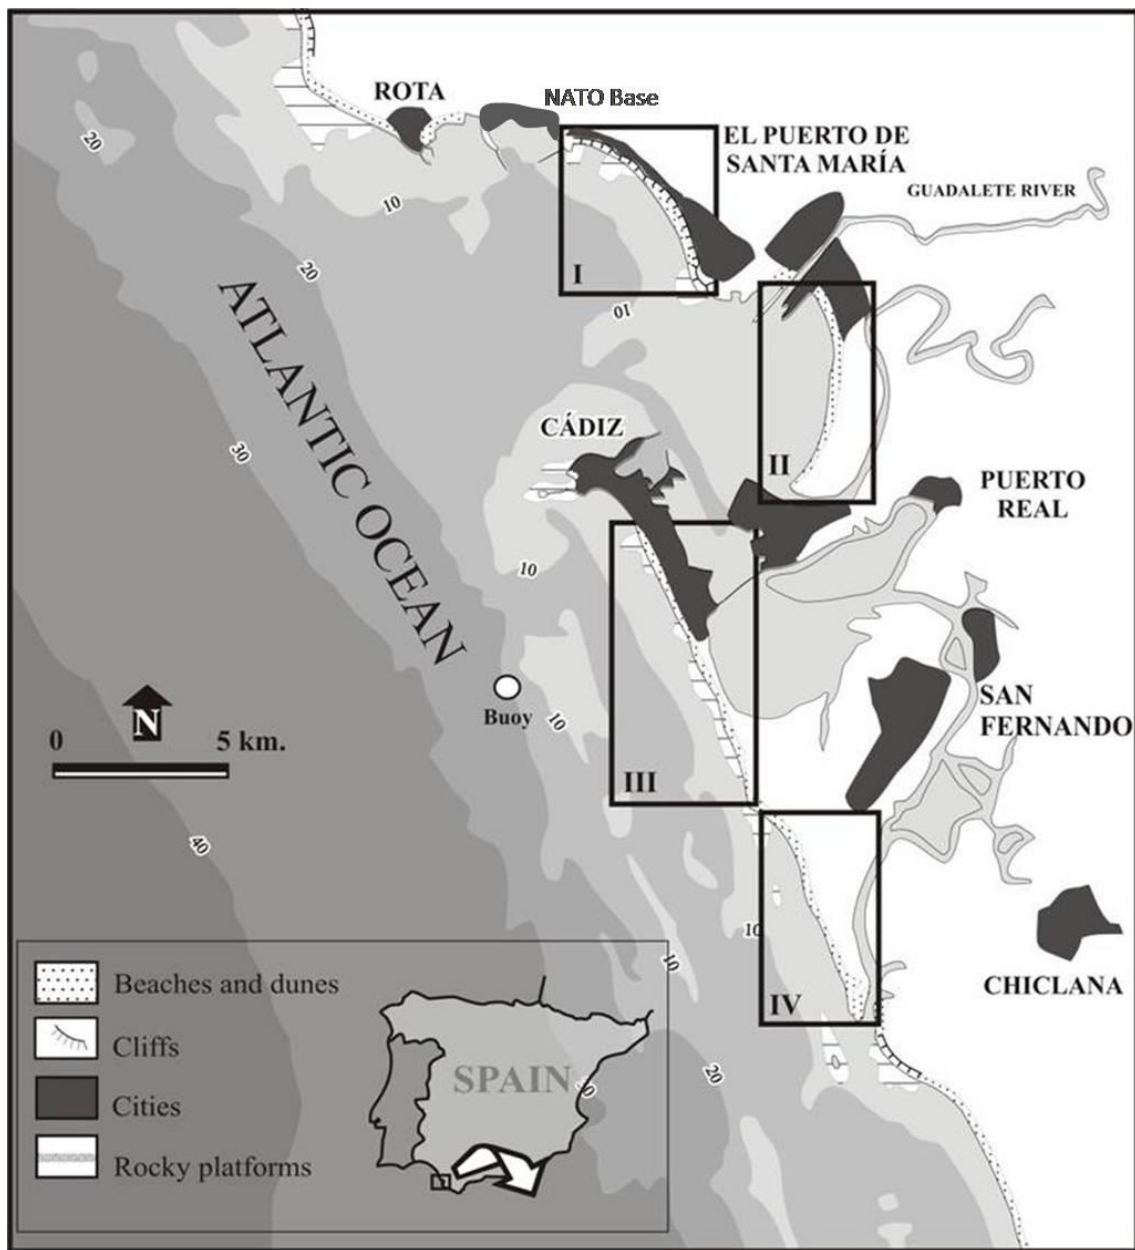 ROTA
NATO Base
EL PUERTO DE
SANTA MARÍA
GUADALETE RIVER
20
10
I
20
10
ATLANTIC OCEAN
II
CÁDIZ
30
PUERTO
REAL
10
SAN
FERNANDO
Buoy
10
N
0 5 km.
III
40
10
10
IV
CHICLANA
20
Beaches and dunes
Cliffs
Cities
Rocky platforms
SPAIN